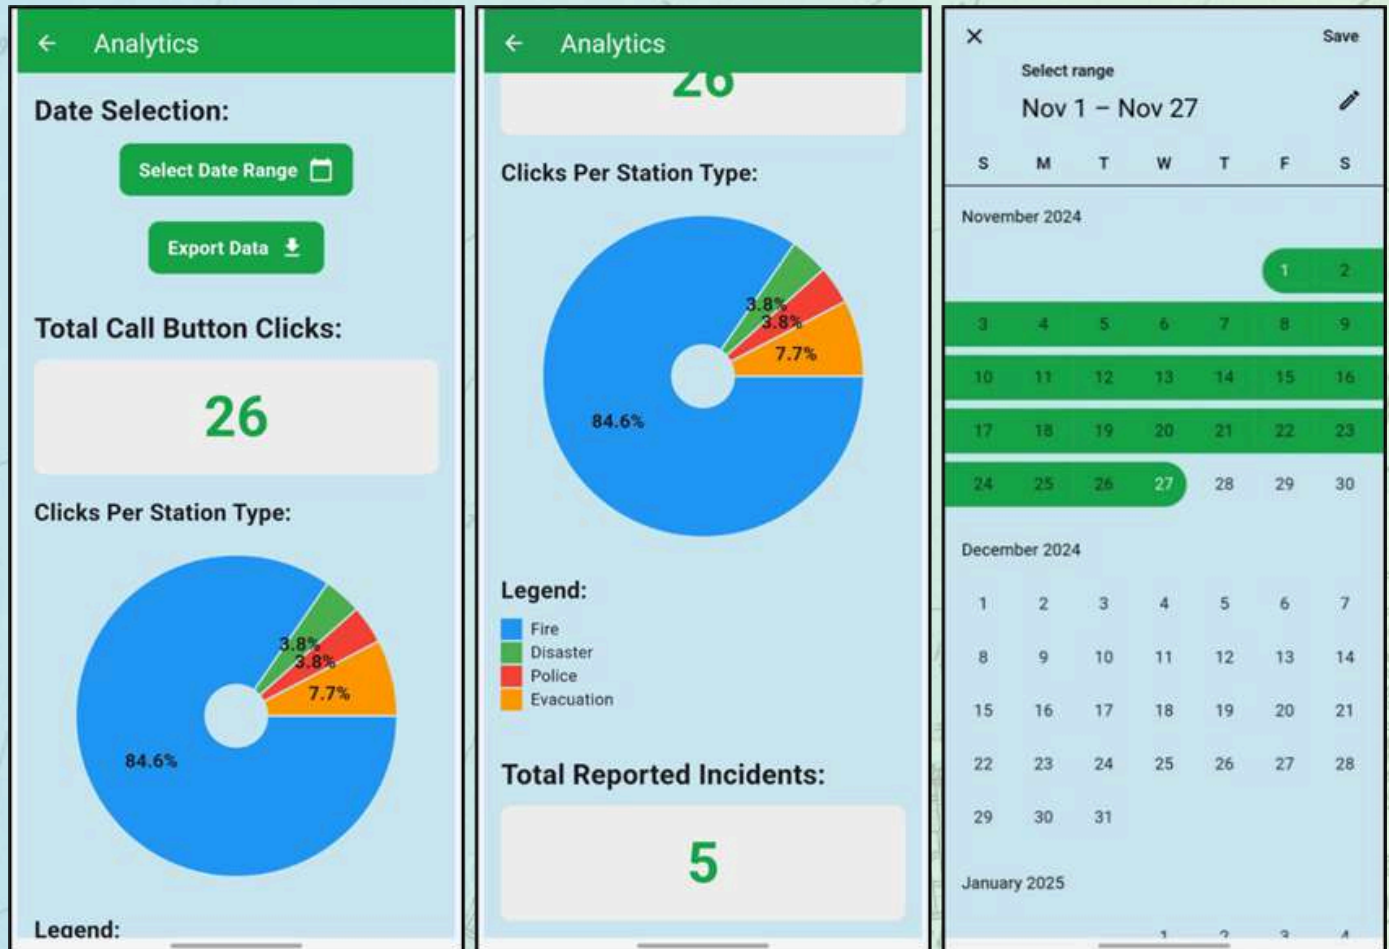 Analytics
Date Selection:
Select Date Range
Export Data
Total Call Button Clicks:
26
Clicks Per Station Type:
3.8%
3.8%
7.7%
84.6%
Legend:
Analytics
26
Clicks Per Station Type:
3.8%
3.8%
7.7%
84.6%
Legend:
Fire
Disaster
Police
Evacuation
Total Reported Incidents:
5
Save
Select range
Nov 1 – Nov 27
S M T W T F S
November 2024
1 2
3 4 5 6 7 8 9
10 11 12 13 14 15 16
17 18 19 20 21 22 23
24 25 26 27 28 29 30
December 2024
1 2 3 4 5 6 7
8 9 10 11 12 13 14
15 16 17 18 19 20 21
22 23 24 25 26 27 28
29 30 31
January 2025
1 2 3 4